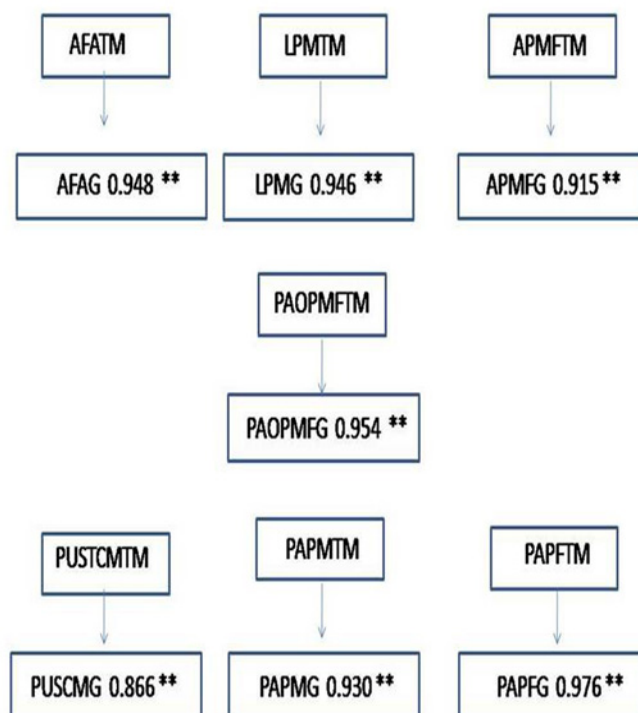 AFATM
LPMTM
APMFTM
AFAG 0.948 **
LPMG 0.946 **
APMFG 0.915 **
PAOPMFTM
PAOPMFG 0.954 **
PUSTCMTM
PAPMTM
PAPFTM
PUSCMG 0.866 **
PAPMG 0.930 **
PAPFG 0.976 **